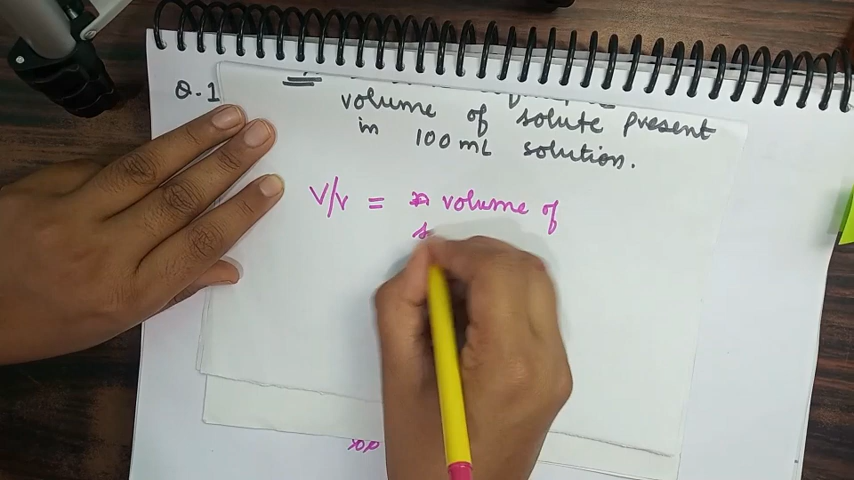 Q.1
volume of solute present
in 100 mL solution.
V/V = volume of
s